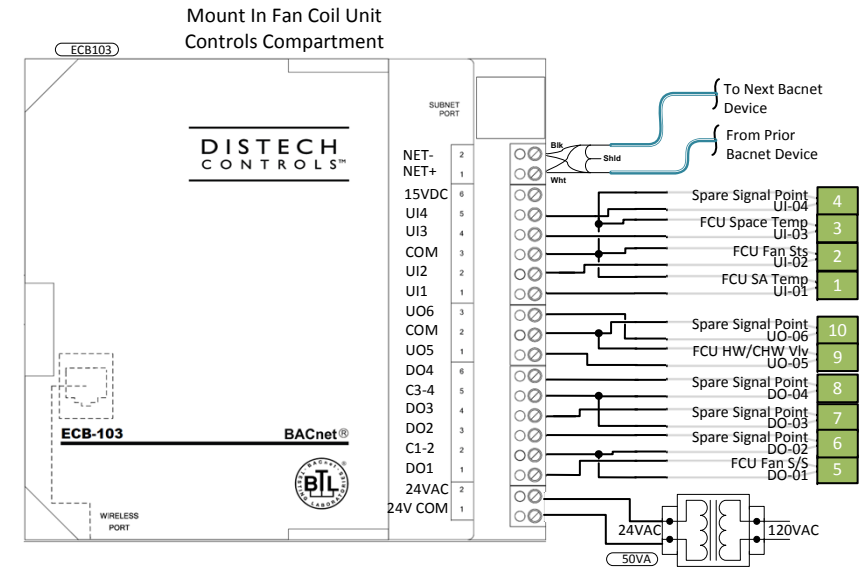 Mount In Fan Coil Unit
Controls Compartment
ECB103
SUBNET
PORT
To Next Bacnet
Device
From Prior
Bacnet Device
DISTECH
CONTROLS™
Blk
Shld
Wht
NET- 2
NET+ 1
15VDC 6
UI4 5
UI3 4
COM 3
UI2 2
UI1 1
UO6 3
COM 2
UO5 1
DO4 6
C3-4 5
DO3 4
DO2 3
C1-2 2
DO1 1
24VAC 2
24V COM 1
Spare Signal Point
UI-04
4
FCU Space Temp
UI-03
3
FCU Fan Sts
UI-02
2
FCU SA Temp
UI-01
1
Spare Signal Point
UO-06
10
FCU HW/CHW Vlv
UO-05
9
Spare Signal Point
DO-04
8
Spare Signal Point
DO-03
7
Spare Signal Point
DO-02
6
FCU Fan S/S
DO-01
5
ECB-103
BACnet®
BACnet
BTL®
TESTING LABORATORIES
WIRELESS
PORT
24VAC
120VAC
50VA